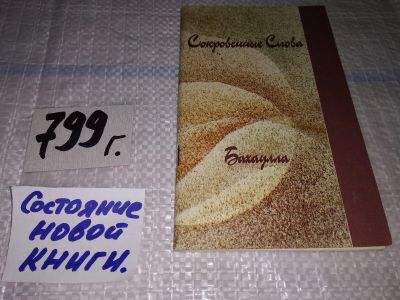 Сокровенные Слова
Бахаулла
799 г.
Состояние
новой
книги.